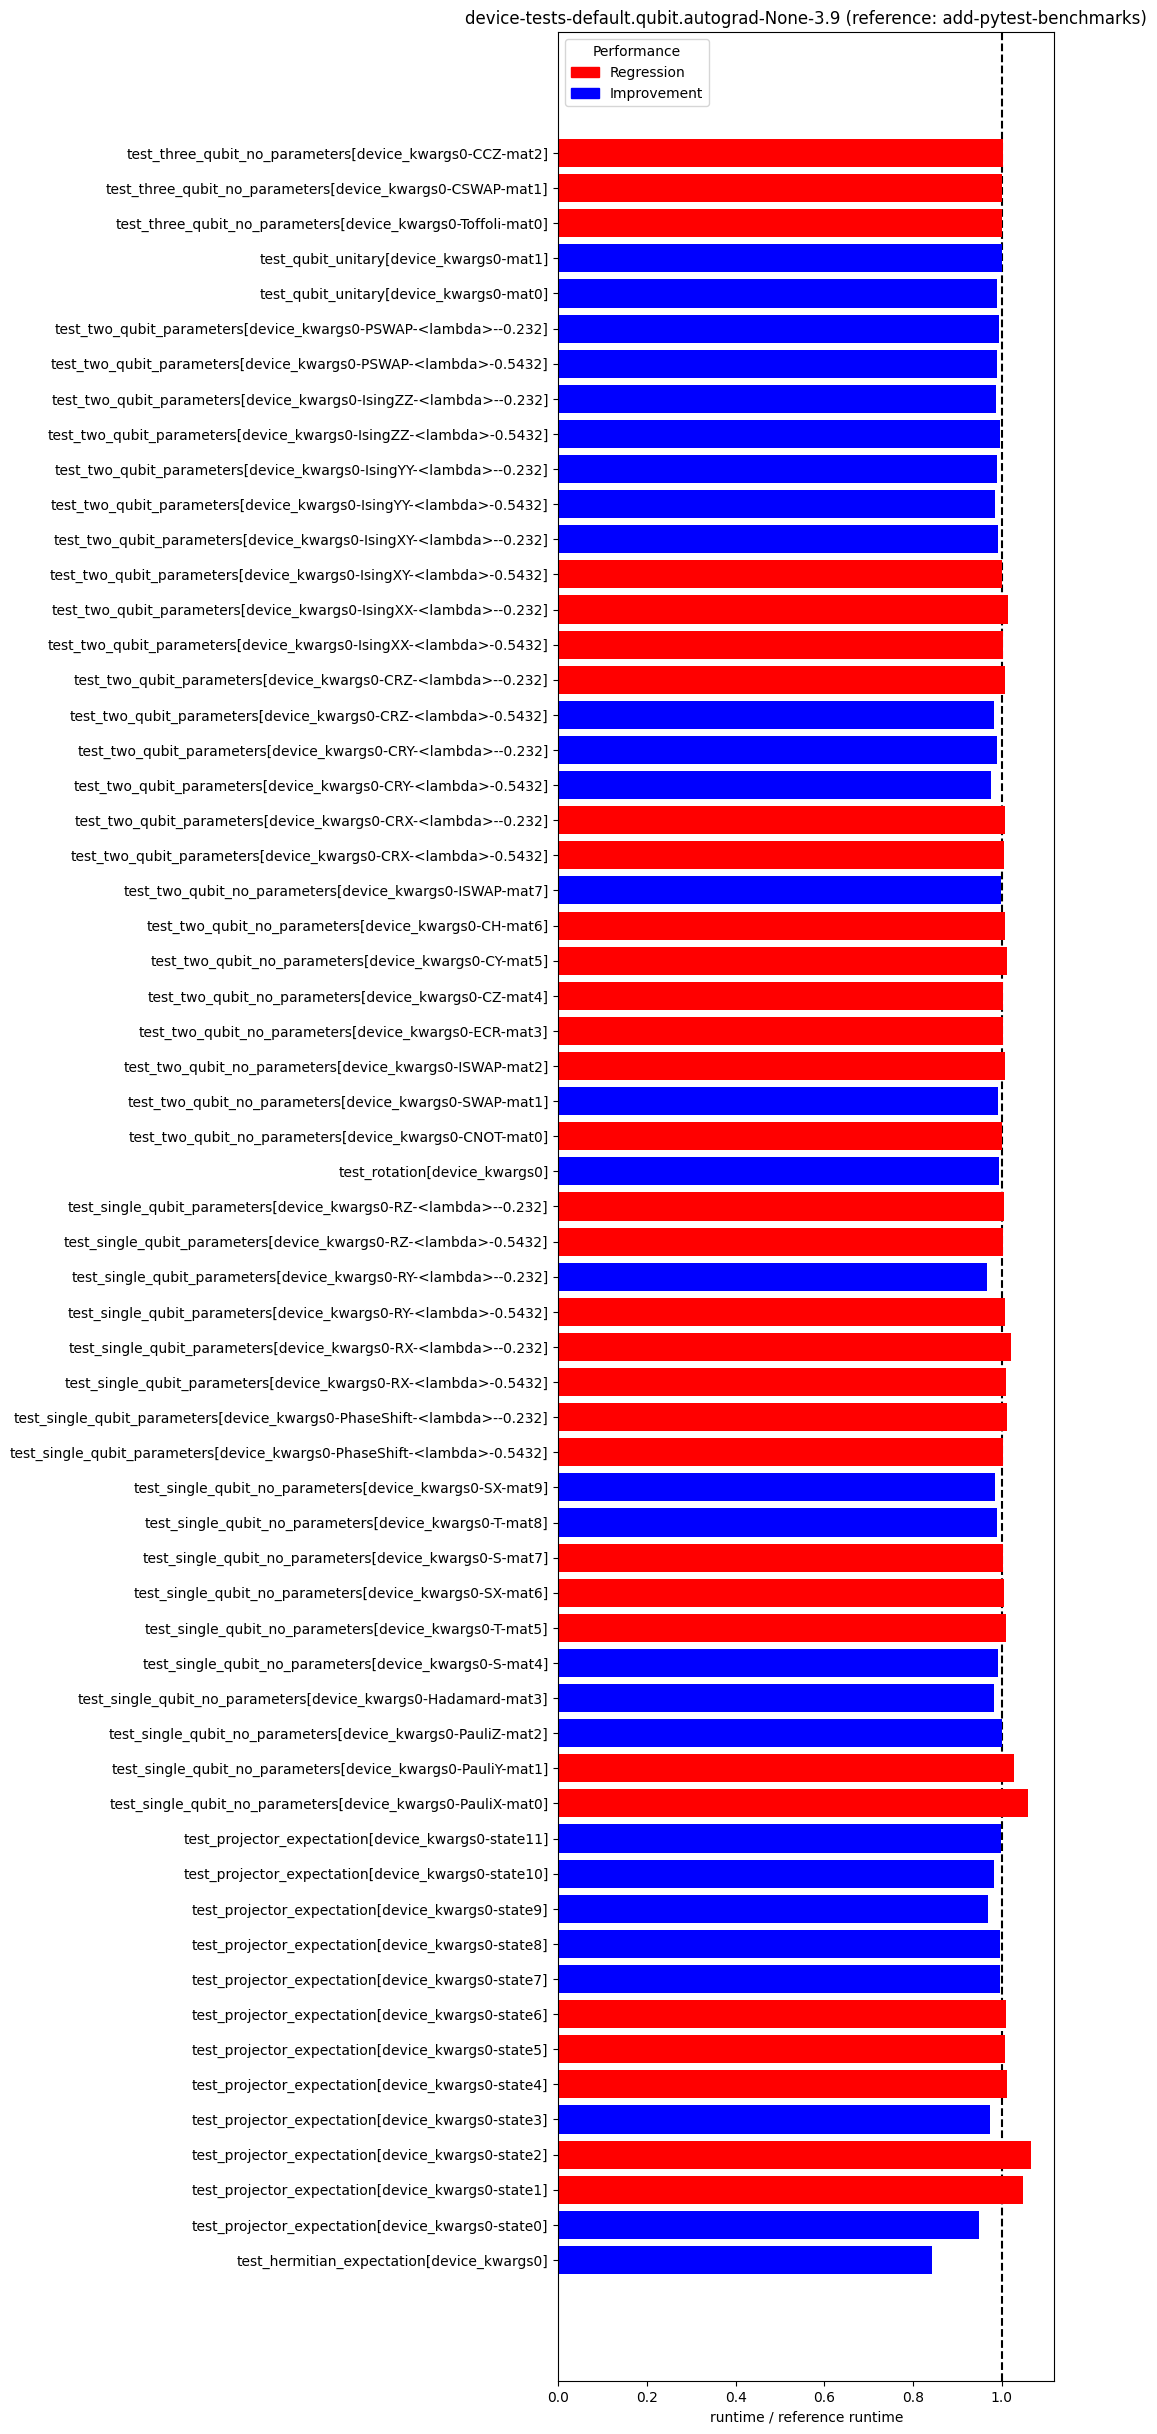 device-tests-default.qubit.autograd-None-3.9 (reference: add-pytest-benchmarks)
Performance
Regression
Improvement
test_three_qubit_no_parameters[device_kwargs0-CCZ-mat2]
test_three_qubit_no_parameters[device_kwargs0-CSWAP-mat1]
test_three_qubit_no_parameters[device_kwargs0-Toffoli-mat0]
test_qubit_unitary[device_kwargs0-mat1]
test_qubit_unitary[device_kwargs0-mat0]
test_two_qubit_parameters[device_kwargs0-PSWAP-<lambda>--0.232]
test_two_qubit_parameters[device_kwargs0-PSWAP-<lambda>-0.5432]
test_two_qubit_parameters[device_kwargs0-IsingZZ-<lambda>--0.232]
test_two_qubit_parameters[device_kwargs0-IsingZZ-<lambda>-0.5432]
test_two_qubit_parameters[device_kwargs0-IsingYY-<lambda>--0.232]
test_two_qubit_parameters[device_kwargs0-IsingYY-<lambda>-0.5432]
test_two_qubit_parameters[device_kwargs0-IsingXY-<lambda>--0.232]
test_two_qubit_parameters[device_kwargs0-IsingXY-<lambda>-0.5432]
test_two_qubit_parameters[device_kwargs0-IsingXX-<lambda>--0.232]
test_two_qubit_parameters[device_kwargs0-IsingXX-<lambda>-0.5432]
test_two_qubit_parameters[device_kwargs0-CRZ-<lambda>--0.232]
test_two_qubit_parameters[device_kwargs0-CRZ-<lambda>-0.5432]
test_two_qubit_parameters[device_kwargs0-CRY-<lambda>--0.232]
test_two_qubit_parameters[device_kwargs0-CRY-<lambda>-0.5432]
test_two_qubit_parameters[device_kwargs0-CRX-<lambda>--0.232]
test_two_qubit_parameters[device_kwargs0-CRX-<lambda>-0.5432]
test_two_qubit_no_parameters[device_kwargs0-ISWAP-mat7]
test_two_qubit_no_parameters[device_kwargs0-CH-mat6]
test_two_qubit_no_parameters[device_kwargs0-CY-mat5]
test_two_qubit_no_parameters[device_kwargs0-CZ-mat4]
test_two_qubit_no_parameters[device_kwargs0-ECR-mat3]
test_two_qubit_no_parameters[device_kwargs0-ISWAP-mat2]
test_two_qubit_no_parameters[device_kwargs0-SWAP-mat1]
test_two_qubit_no_parameters[device_kwargs0-CNOT-mat0]
test_rotation[device_kwargs0]
test_single_qubit_parameters[device_kwargs0-RZ-<lambda>--0.232]
test_single_qubit_parameters[device_kwargs0-RZ-<lambda>-0.5432]
test_single_qubit_parameters[device_kwargs0-RY-<lambda>--0.232]
test_single_qubit_parameters[device_kwargs0-RY-<lambda>-0.5432]
test_single_qubit_parameters[device_kwargs0-RX-<lambda>--0.232]
test_single_qubit_parameters[device_kwargs0-RX-<lambda>-0.5432]
test_single_qubit_parameters[device_kwargs0-PhaseShift-<lambda>--0.232]
test_single_qubit_parameters[device_kwargs0-PhaseShift-<lambda>-0.5432]
test_single_qubit_no_parameters[device_kwargs0-SX-mat9]
test_single_qubit_no_parameters[device_kwargs0-T-mat8]
test_single_qubit_no_parameters[device_kwargs0-S-mat7]
test_single_qubit_no_parameters[device_kwargs0-SX-mat6]
test_single_qubit_no_parameters[device_kwargs0-T-mat5]
test_single_qubit_no_parameters[device_kwargs0-S-mat4]
test_single_qubit_no_parameters[device_kwargs0-Hadamard-mat3]
test_single_qubit_no_parameters[device_kwargs0-PauliZ-mat2]
test_single_qubit_no_parameters[device_kwargs0-PauliY-mat1]
test_single_qubit_no_parameters[device_kwargs0-PauliX-mat0]
test_projector_expectation[device_kwargs0-state11]
test_projector_expectation[device_kwargs0-state10]
test_projector_expectation[device_kwargs0-state9]
test_projector_expectation[device_kwargs0-state8]
test_projector_expectation[device_kwargs0-state7]
test_projector_expectation[device_kwargs0-state6]
test_projector_expectation[device_kwargs0-state5]
test_projector_expectation[device_kwargs0-state4]
test_projector_expectation[device_kwargs0-state3]
test_projector_expectation[device_kwargs0-state2]
test_projector_expectation[device_kwargs0-state1]
test_projector_expectation[device_kwargs0-state0]
test_hermitian_expectation[device_kwargs0]
0.0 0.2 0.4 0.6 0.8 1.0
runtime / reference runtime